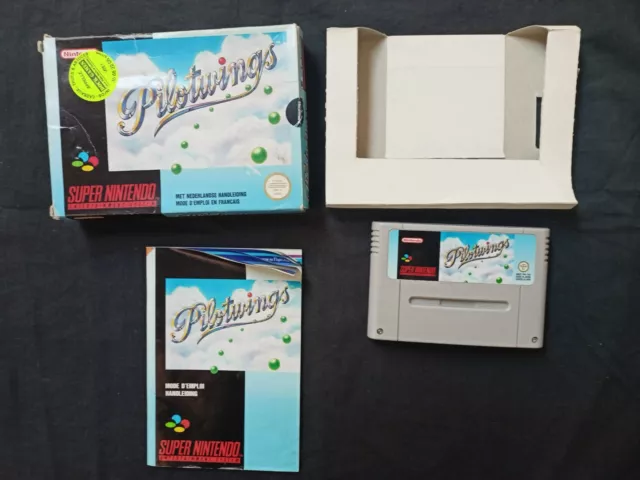 Nintendo
Pilotwings
SUPER NINTENDO
ENTERTAINMENT SYSTEM
MET NEDERLANDSE HANDLEIDING
MODE D'EMPLOI EN FRANCAIS
Nintendo
Pilotwings
SUPER NINTENDO
Pilotwings
MODE D'EMPLOI
HANDLEIDING
SUPER NINTENDO
ENTERTAINMENT SYSTEM